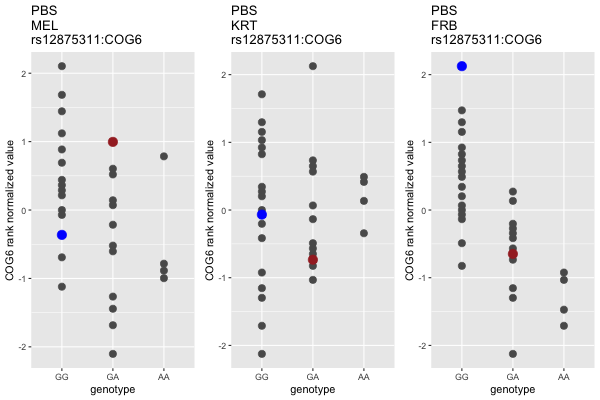 PBS
MEL
rs12875311:COG6
COG6 rank normalized value
2
1
0
-1
-2
GG
GA
AA
genotype
PBS
KRT
rs12875311:COG6
COG6 rank normalized value
2
1
0
-1
-2
GG
GA
AA
genotype
PBS
FRB
rs12875311:COG6
COG6 rank normalized value
2
1
0
-1
-2
GG
GA
AA
genotype